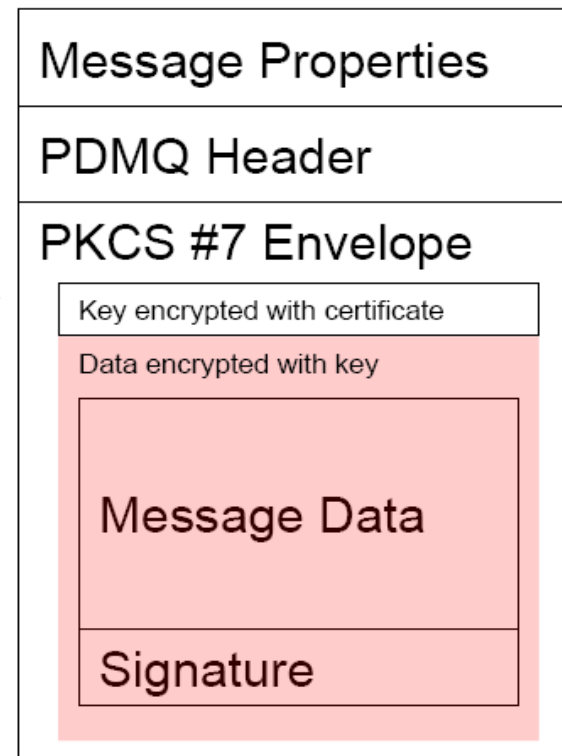 Message Properties
PDMQ Header
PKCS #7 Envelope
Key encrypted with certificate
Data encrypted with key
Message Data
Signature